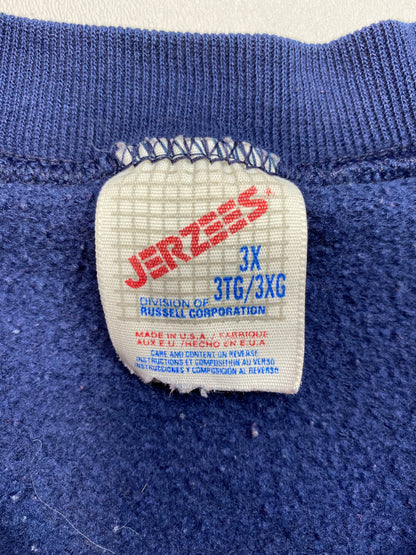 JERZEES
3X
3TG/3XG
DIVISION OF
RUSSELL CORPORATION
MADE IN U.S.A. / FABRIQUE
AUX E.U. /HECHO EN E.U.A
CARE AND CONTENT ON REVERSE
INSTRUCTIONS ET COMPOSITION AU VERSO
INSTRUCCIONES Y COMPOSICION AL REVERSO